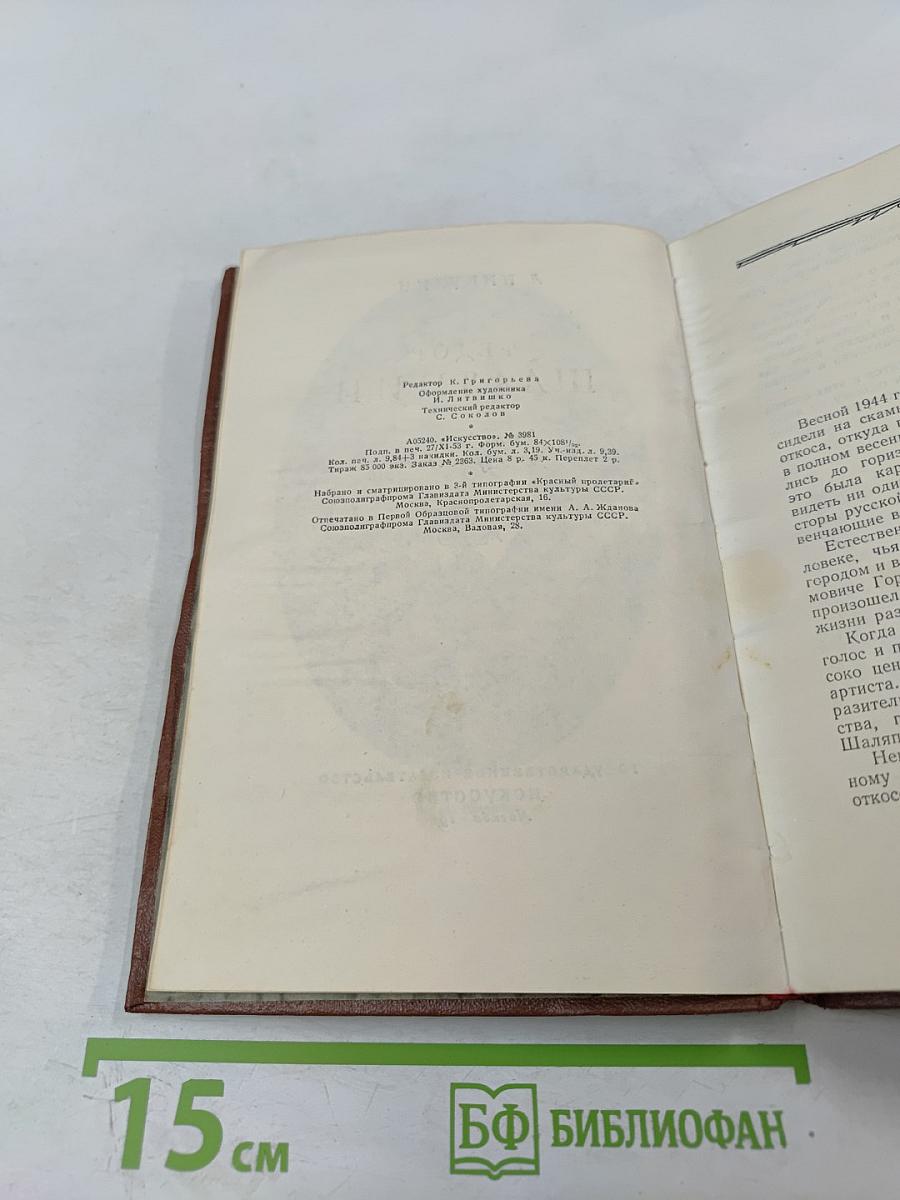 Редактор К. Григорьева
Оформление художника
И. Литвишко
Технический редактор
С. Соколов
*
А05240. «Искусство». № 3981
Подп. в печ. 27/XI-53 г. Форм. бум. 84×108¹/₃₂.
Кол. печ. л. 9,84+3 накидки. Кол. бум. л. 3,19. Уч.-изд. л. 9,39.
Тираж 85 000 экз. Заказ № 2363. Цена 8 р. 45 к. Переплет 2 р.
*
Набрано и сматрицировано в 3-й типографии «Красный пролетарий»
Союзполиграфпрома Главиздата Министерства культуры СССР.
Москва, Краснопролетарская, 16.
Отпечатано в Первой Образцовой типографии имени А. А. Жданова
Союзполиграфпрома Главиздата Министерства культуры СССР.
Москва, Валовая, 28.
Весной 1944 г
сидели на скам
откоса, откуда
в полном весен
лись до гориз
это была кар
видеть ни оди
сторы русской
венчающие в
Естествен
ловеке, чья
городом и в
мовиче Гор
произошел
жизни раз
Когда
голос и п
соко цен
артиста.
разител
ства, п
Шаляп
Не
ному
откос
15 см
БФ БИБЛИОФАН